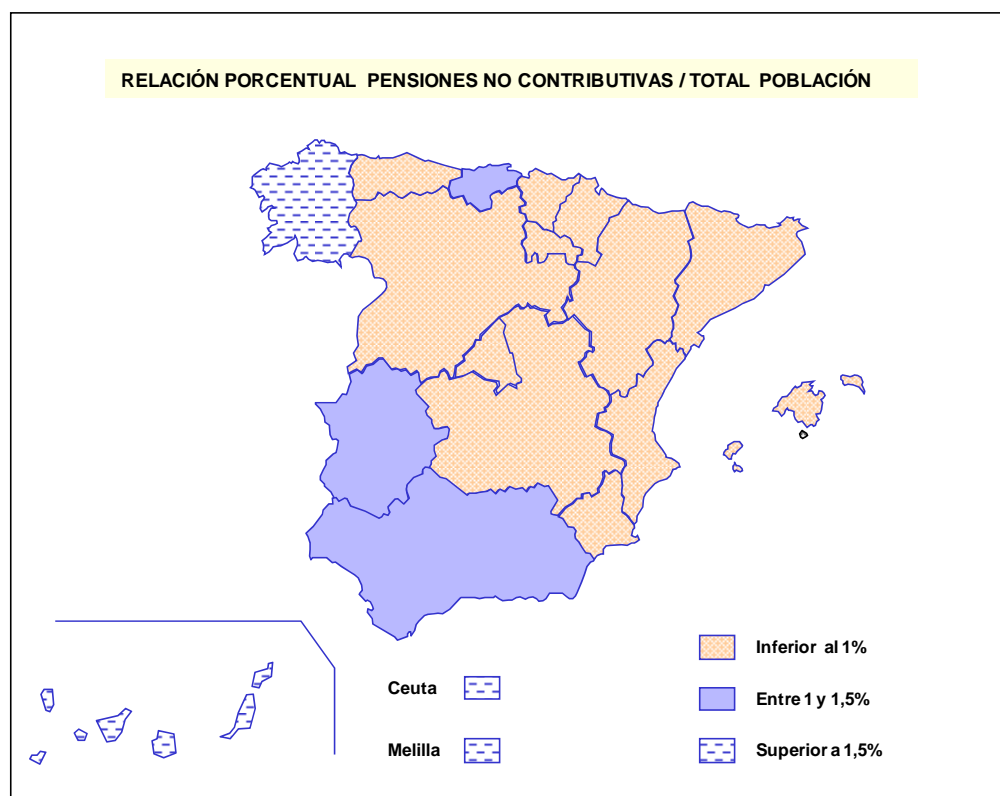 RELACIÓN PORCENTUAL PENSIONES NO CONTRIBUTIVAS / TOTAL POBLACIÓN
Inferior al 1%
Ceuta
Entre 1 y 1,5%
Melilla
Superior a 1,5%